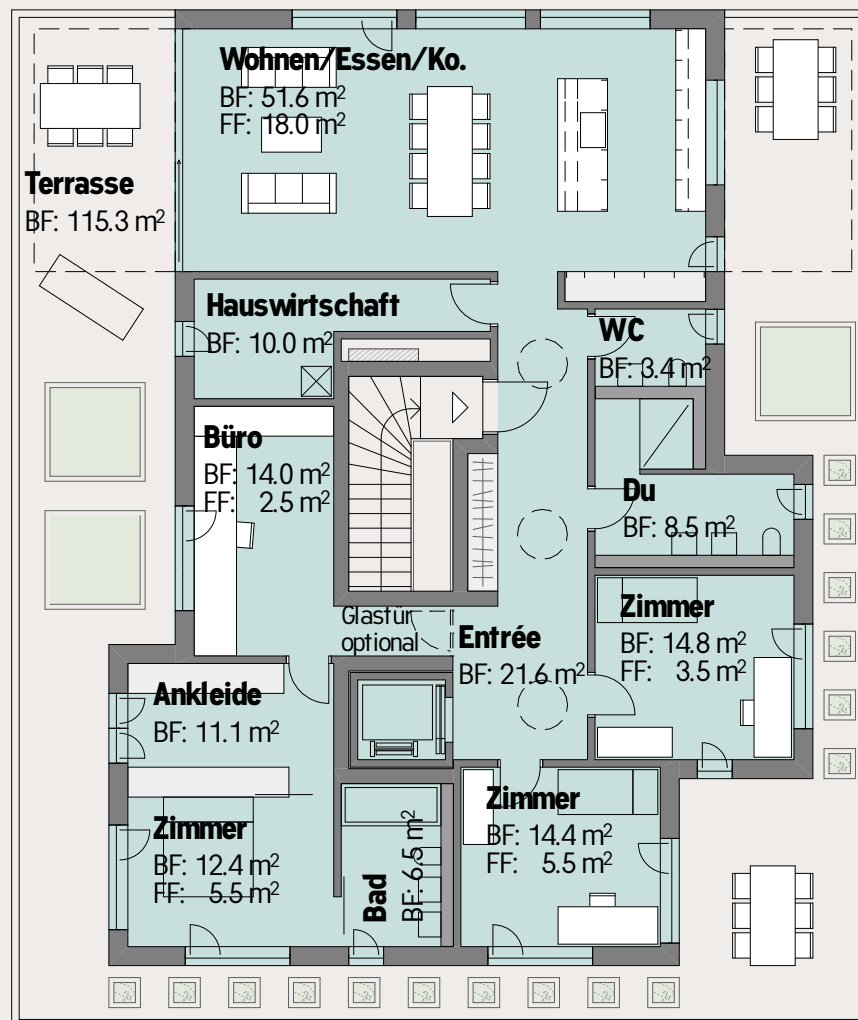 Wohnen/Essen/Ko.
BF: 51.6 m²
FF: 18.0 m²
Terrasse
BF: 115.3 m²
Hauswirtschaft
BF: 10.0 m²
WC
BF: 3.4 m²
Büro
BF: 14.0 m²
FF: 2.5 m²
Du
BF: 8.5 m²
Glastür
optional
Entrée
BF: 21.6 m²
Zimmer
BF: 14.8 m²
FF: 3.5 m²
Ankleide
BF: 11.1 m²
Zimmer
BF: 12.4 m²
FF: 5.5 m²
Bad
BF: 6.5 m²
Zimmer
BF: 14.4 m²
FF: 5.5 m²